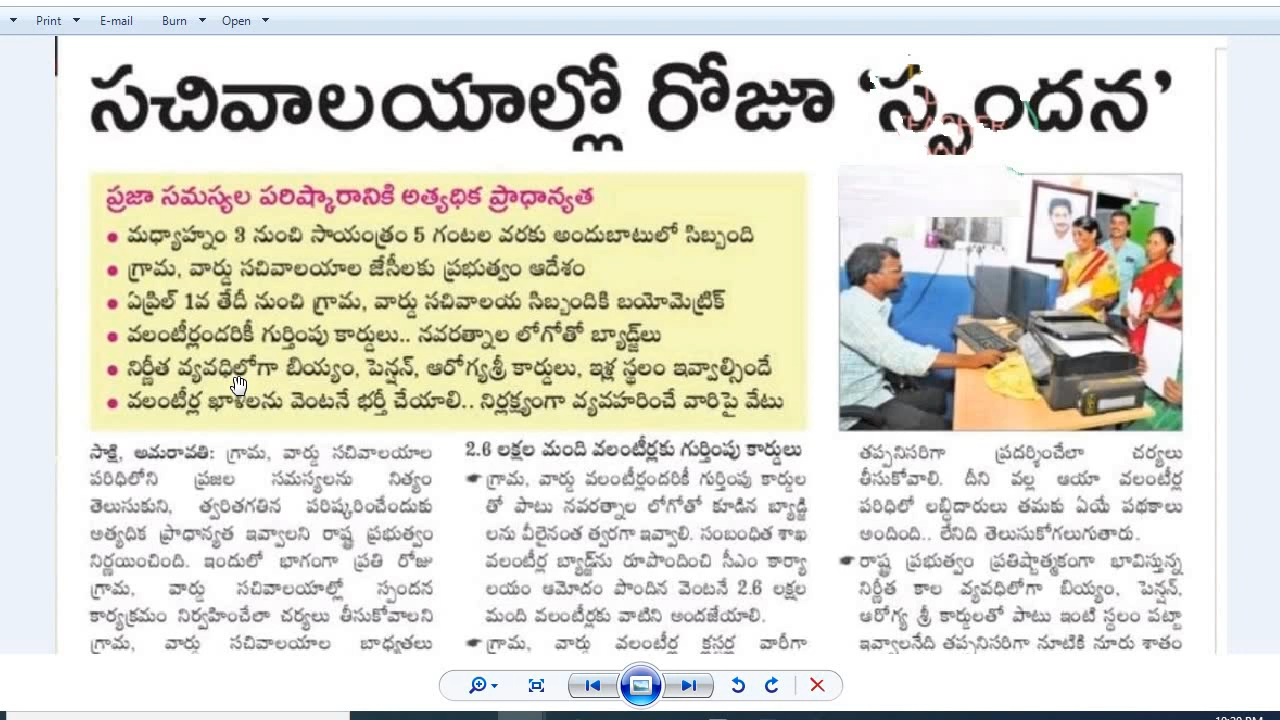 Print E-mail Burn Open
సచివాలయాల్లో రోజూ ‘స్పందన’
ప్రజా సమస్యల పరిష్కారానికి అత్యధిక ప్రాధాన్యత
• మధ్యాహ్నం 3 నుంచి సాయంత్రం 5 గంటల వరకు అందుబాటులో సిబ్బంది
• గ్రామ, వార్డు సచివాలయాల జేసీలకు ప్రభుత్వం ఆదేశం
• ఏప్రిల్ 1వ తేదీ నుంచి గ్రామ, వార్డు సచివాలయ సిబ్బందికి బయోమెట్రిక్
• వలంటీర్లందరికీ గుర్తింపు కార్డులు.. నవరత్నాల లోగోతో బ్యాడ్జ్‌లు
• నిర్ణీత వ్యవధిల్లోగా బియ్యం, పెన్షన్, ఆరోగ్యశ్రీ కార్డులు, ఇళ్ల స్థలం ఇవ్వాల్సిందే
• వలంటీర్ల ఖాళీలను వెంటనే భర్తీ చేయాలి.. నిర్లక్ష్యంగా వ్యవహరించే వారిపై వేటు
సాక్షి, అమరావతి: గ్రామ, వార్డు సచివాలయాల
పరిధిలోని ప్రజల సమస్యలను నిత్యం
తెలుసుకుని, త్వరితగతిన పరిష్కరించేందుకు
అత్యధిక ప్రాధాన్యత ఇవ్వాలని రాష్ట్ర ప్రభుత్వం
నిర్ణయించింది. ఇందులో భాగంగా ప్రతి రోజు
గ్రామ, వార్డు సచివాలయాల్లో స్పందన
కార్యక్రమం నిర్వహించేలా చర్యలు తీసుకోవాలని
గ్రామ, వార్డు సచివాలయాల బాధ్యతలు
2.6 లక్షల మంది వలంటీర్లకు గుర్తింపు కార్డులు
☛ గ్రామ, వార్డు వలంటీర్లందరికీ గుర్తింపు కార్డుల
తో పాటు నవరత్నాల లోగోతో కూడిన బ్యాడ్జి
లను వీలైనంత త్వరగా ఇవ్వాలి. సంబంధిత శాఖ
వలంటీర్ల బ్యాడ్జ్‌ను రూపొందించి సీఎం కార్యా
లయం ఆమోదం పొందిన వెంటనే 2.6 లక్షల
మంది వలంటీర్లకు వాటిని అందజేయాలి.
☛ గ్రామ, వార్డు వలంటీర్ల క్లస్టర్ల వారీగా
తప్పనిసరిగా ప్రదర్శించేలా చర్యలు
తీసుకోవాలి. దీని వల్ల ఆయా వలంటీర్ల
పరిధిలో లబ్ధిదారులు తమకు ఏయే పథకాలు
అందింది.. లేనిది తెలుసుకోగలుగుతారు.
☛ రాష్ట్ర ప్రభుత్వం ప్రతిష్టాత్మకంగా భావిస్తున్న
నిర్ణీత కాల వ్యవధిలోగా బియ్యం, పెన్షన్,
ఆరోగ్య శ్రీ కార్డులతో పాటు ఇంటి స్థలం పట్టా
ఇవ్వాలనేది తప్పనిసరిగా నూటికి నూరు శాతం